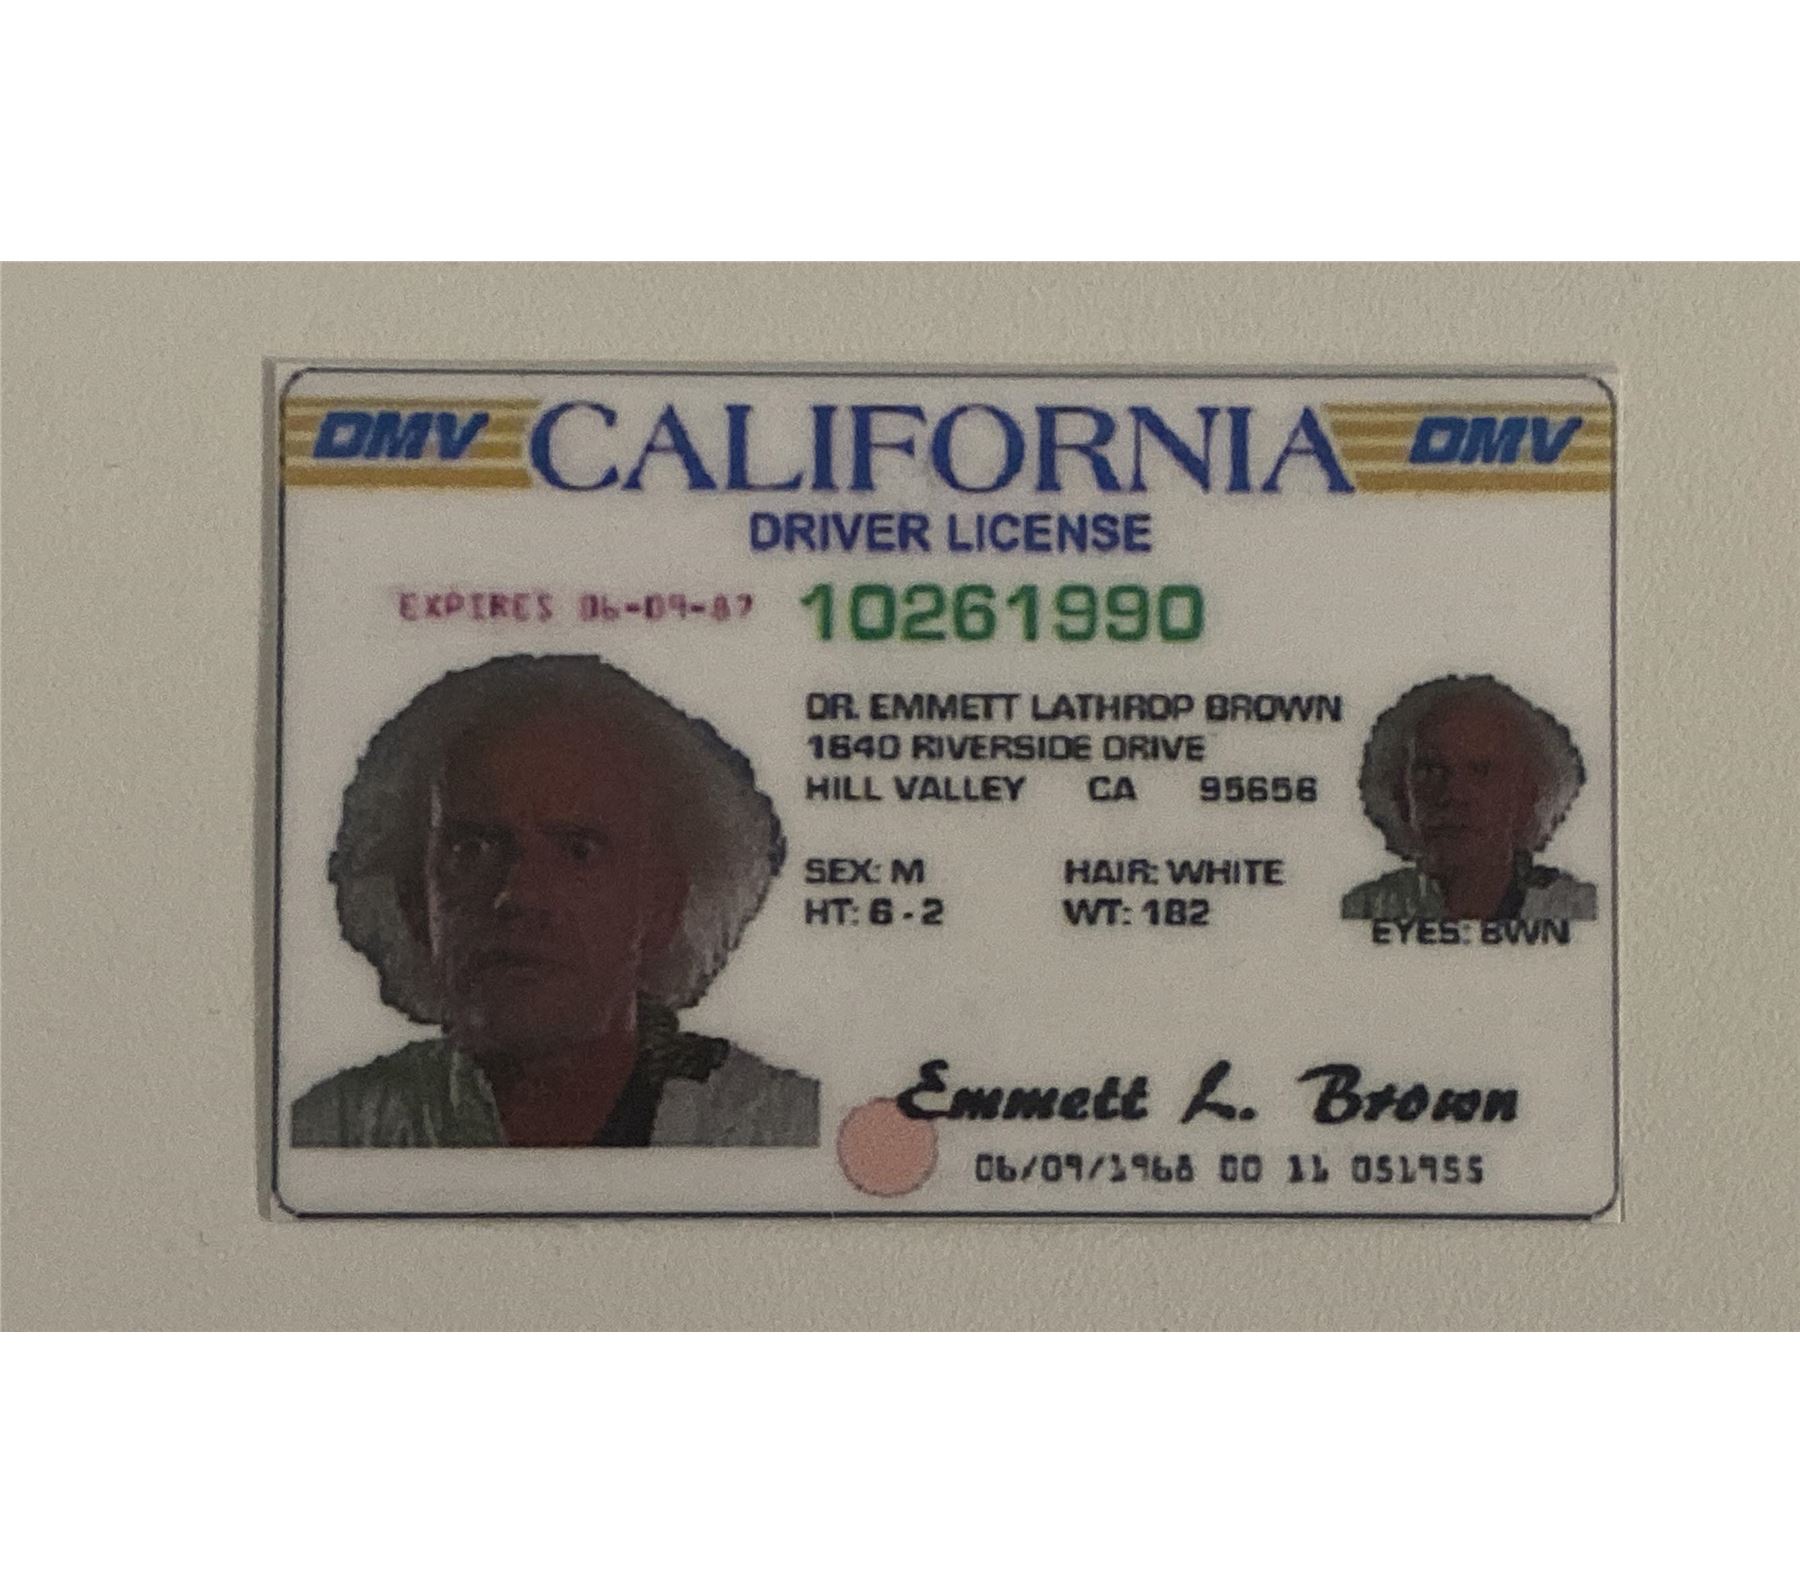 DMV CALIFORNIA DMV
DRIVER LICENSE
EXPIRES 06-09-87 10261990
DR. EMMETT LATHROP BROWN
1640 RIVERSIDE DRIVE
HILL VALLEY CA 95656
SEX: M HAIR: WHITE
HT: 6 - 2 WT: 182 EYES: BWN
Emmett L. Brown
06/09/1968 00 11 051955